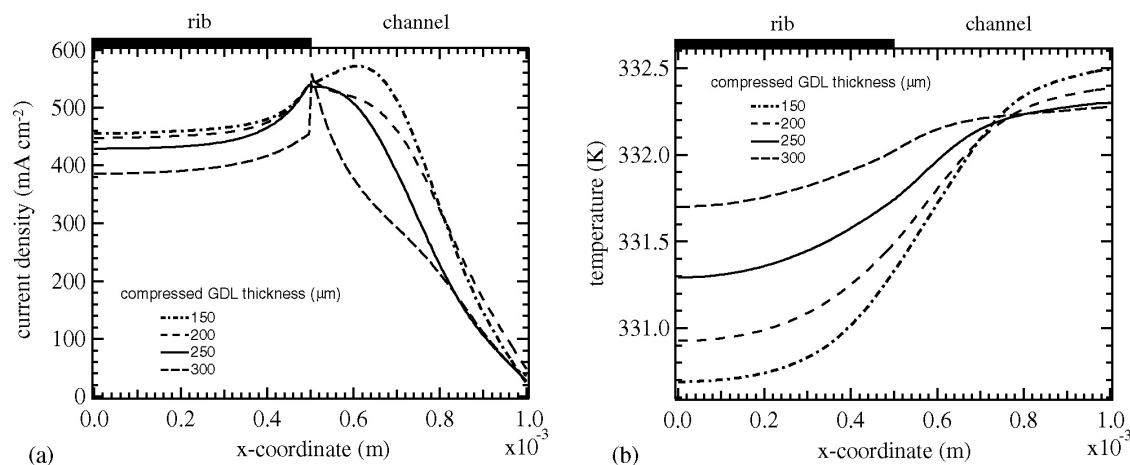 rib channel
600
500
400
300
200
100
0
current density (mA cm-2)
compressed GDL thickness (μm)
150
200
250
300
0.0 0.2 0.4 0.6 0.8 1.0
x10-3
x-coordinate (m)
(a)
rib channel
332.5
332.0
331.5
331.0
temperature (K)
compressed GDL thickness (μm)
150
200
250
300
0.0 0.2 0.4 0.6 0.8 1.0
x10-3
x-coordinate (m)
(b)